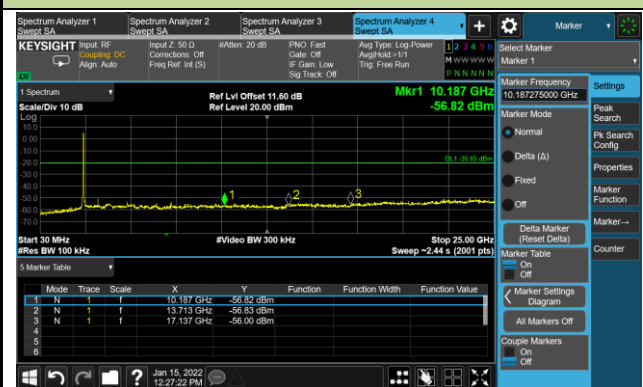 Spectrum Analyzer 1
Swept SA
Spectrum Analyzer 2
Swept SA
Spectrum Analyzer 3
Swept SA
Spectrum Analyzer 4
Swept SA
+
Marker
KEYSIGHT
Input: RF
Coupling: DC
Align: Auto
Input Z: 50 Ω
Corrections: Off
Freq Ref: Int (S)
#Atten: 20 dB
PNO: Fast
Gate: Off
IF Gain: Low
Sig Track: Off
Avg Type: Log-Power
Avg|Hold:>1/1
Trig: Free Run
1 2 3 4 5 6
M W W W W W
P N N N N N
LXI
Select Marker
Marker 1
1 Spectrum
Scale/Div 10 dB
Ref Lvl Offset 11.60 dB
Ref Level 20.00 dBm
Mkr1 10.187 GHz
-56.82 dBm
Log
10.0
0.00
-10.0
-20.0
-30.0
-40.0
-50.0
-60.0
-70.0
DL1 -20.65 dBm
1
2
3
Start 30 MHz
#Res BW 100 kHz
#Video BW 300 kHz
Stop 25.00 GHz
Sweep ~2.44 s (2001 pts)
5 Marker Table
Mode Trace Scale X Y Function Function Width Function Value
1 N 1 f 10.187 GHz -56.82 dBm
2 N 1 f 13.713 GHz -56.83 dBm
3 N 1 f 17.137 GHz -56.00 dBm
4
5
6
Marker Frequency
10.187275000 GHz
Marker Mode
Normal
Delta (Δ)
Fixed
Off
Delta Marker
(Reset Delta)
Marker Table
On
Off
Marker Settings
Diagram
All Markers Off
Couple Markers
On
Off
Settings
Peak
Search
Pk Search
Config
Properties
Marker
Function
Marker→
Counter
?
Jan 15, 2022
12:27:22 PM